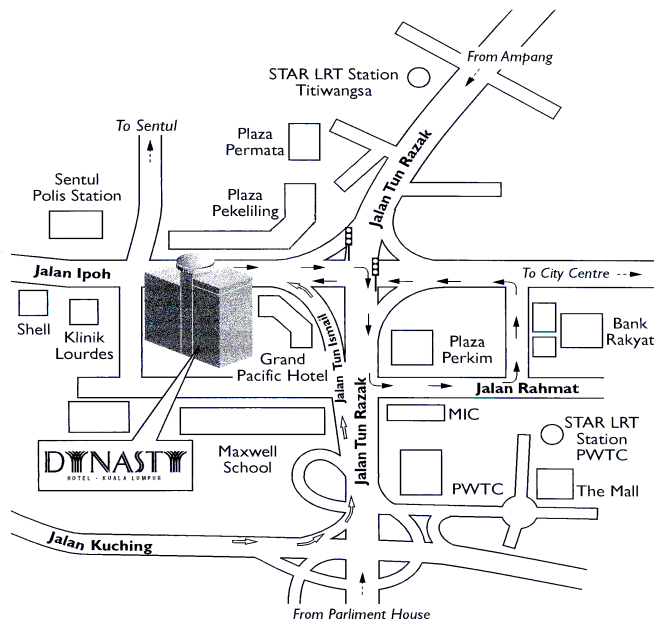 From Ampang
STAR LRT Station
Titiwangsa
To Sentul
Plaza
Permata
Jalan Tun Razak
Sentul
Polis Station
Plaza
Pekeliling
Jalan Ipoh
To City Centre
Shell
Klinik
Lourdes
Grand
Pacific Hotel
Jalan Tun Ismail
Plaza
Perkim
Bank
Rakyat
Jalan Rahmat
Jalan Tun Razak
MIC
STAR LRT
Station
PWTC
Maxwell
School
DYNASTY
HOTEL · KUALA LUMPUR
PWTC
The Mall
Jalan Kuching
From Parliment House